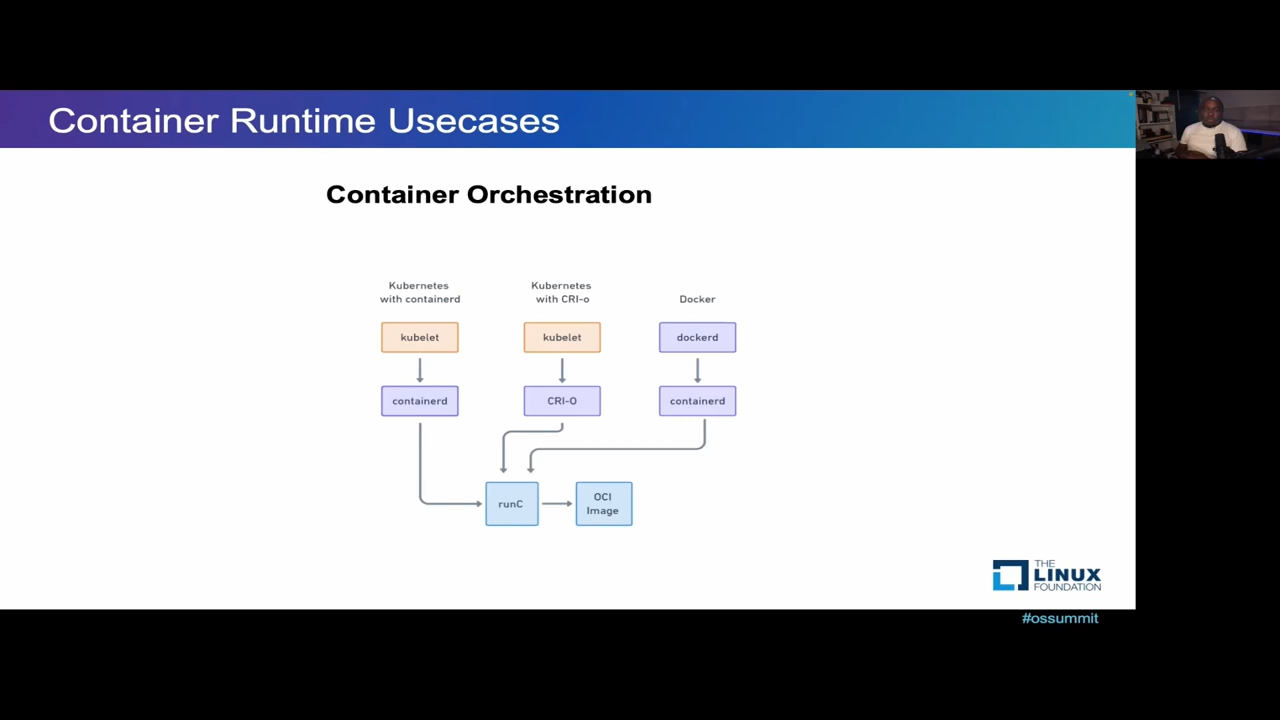 Container Runtime Usecases
Container Orchestration
Kubernetes
with containerd
Kubernetes
with CRI-o
Docker
kubelet
kubelet
dockerd
containerd
CRI-O
containerd
runC
OCI
Image
THE
LINUX
FOUNDATION
#ossummit